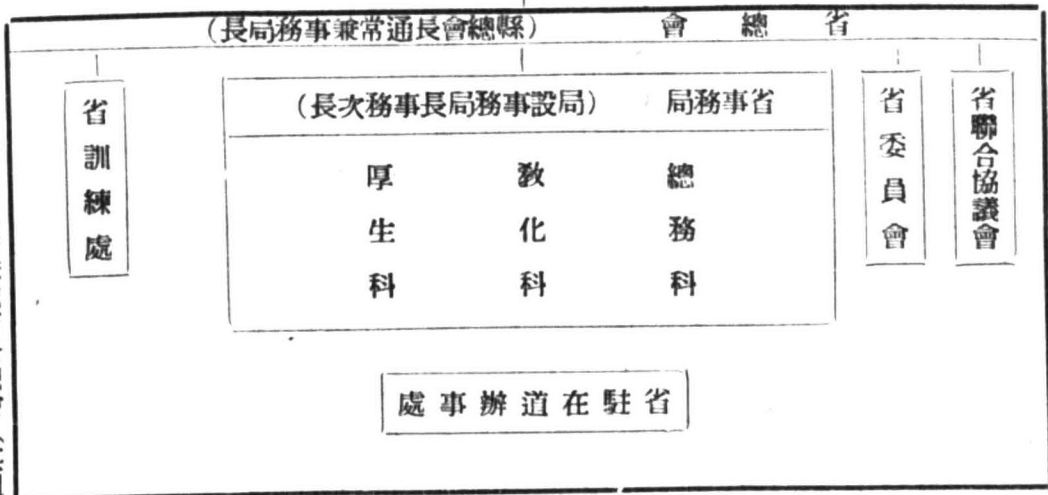 省總會 (縣總會長通常兼事務局長)
省聯合協議會
省委員會
省事務局 (局設事務局長事務次長)
總務科
敎化科
厚生科
省訓練處
省駐在道辦事處